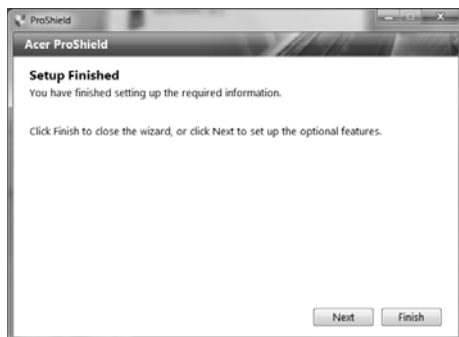 ProShield
Acer ProShield
Setup Finished
You have finished setting up the required information.
Click Finish to close the wizard, or click Next to set up the optional features.
Next Finish